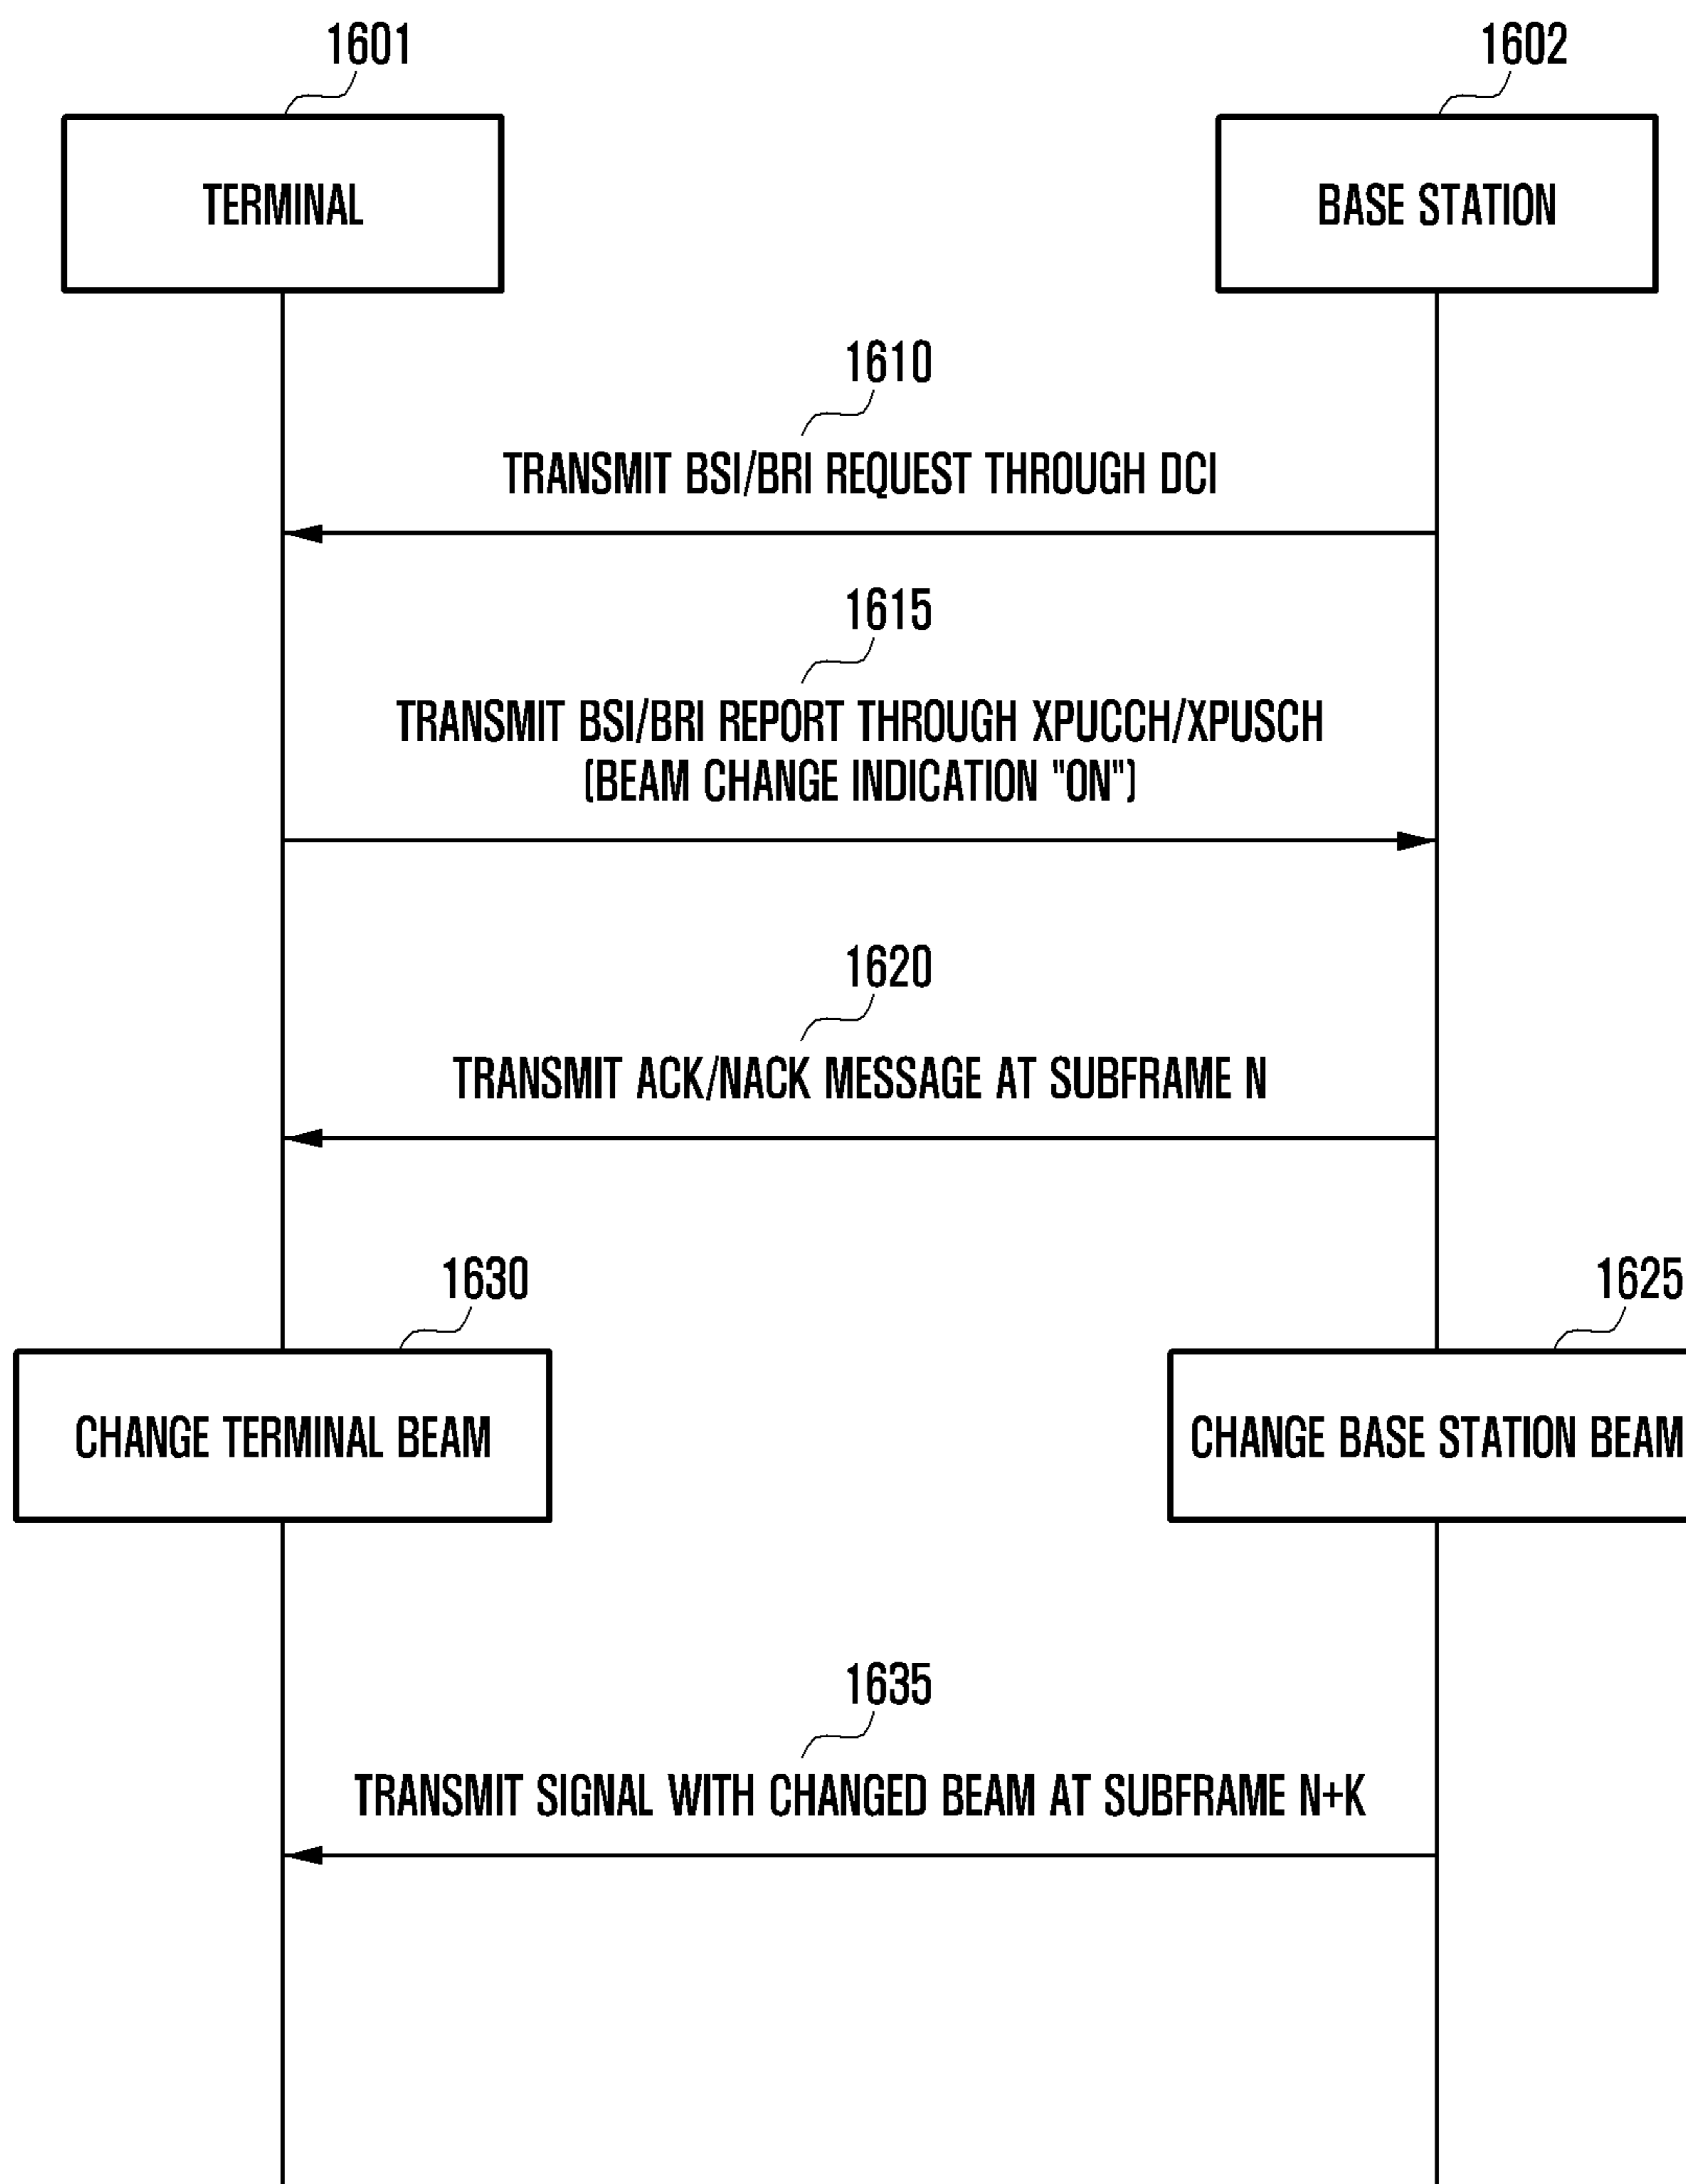 1601
1602
TERMINAL
BASE STATION
1610
TRANSMIT BSI/BRI REQUEST THROUGH DCI
1615
TRANSMIT BSI/BRI REPORT THROUGH XPUCCH/XPUSCH
(BEAM CHANGE INDICATION "ON")
1620
TRANSMIT ACK/NACK MESSAGE AT SUBFRAME N
1630
1625
CHANGE TERMINAL BEAM
CHANGE BASE STATION BEAM
1635
TRANSMIT SIGNAL WITH CHANGED BEAM AT SUBFRAME N+K